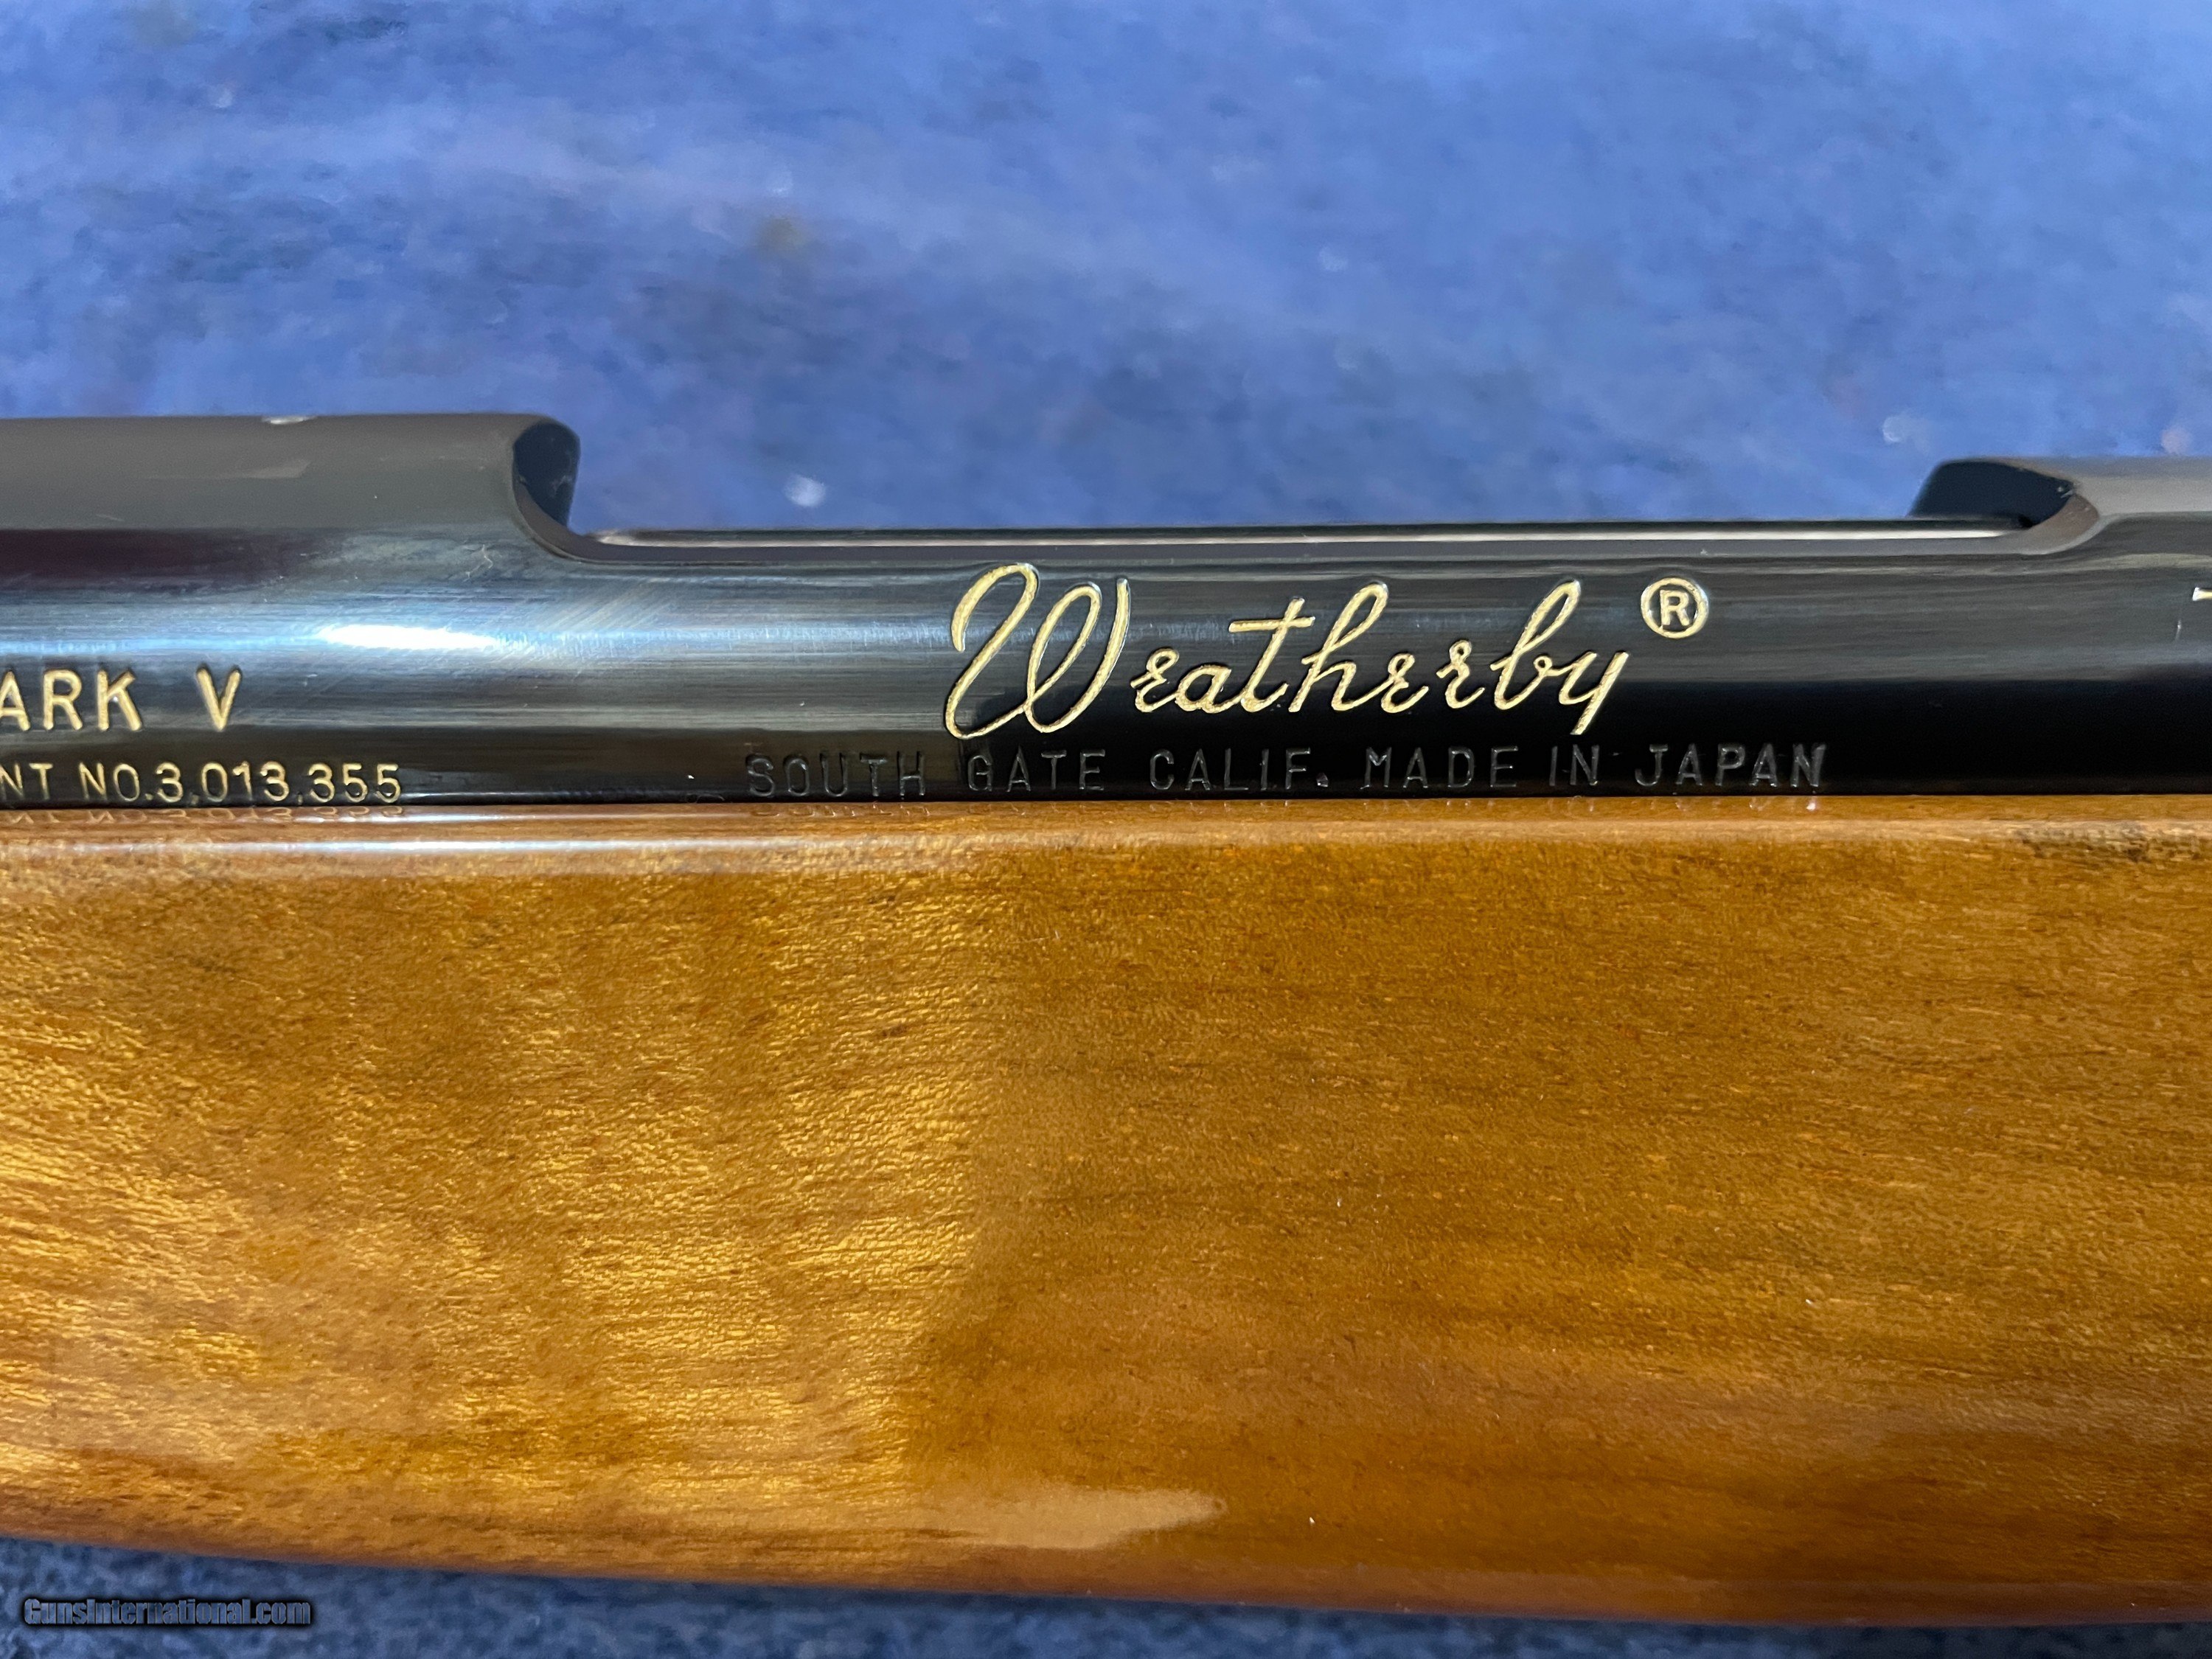 Weatherby®
ARK V
NT NO.3,013,355
SOUTH GATE CALIF. MADE IN JAPAN
GunsInternational.com